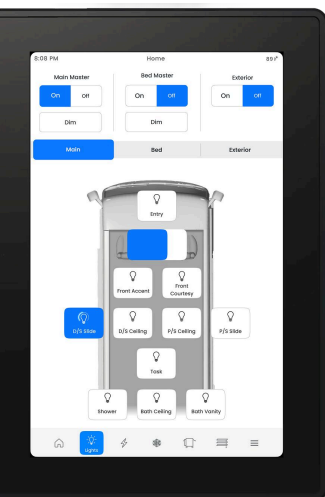 8:08 PM Home 89°
Main Master Bed Master Exterior
On Off On Off On Off
Dim Dim
Main Bed Exterior
Entry
Front Accent Front Courtesy
D/S Slide D/S Ceiling P/S Ceiling P/S Slide
Task
Shower Bath Ceiling Bath Vanity
Lights